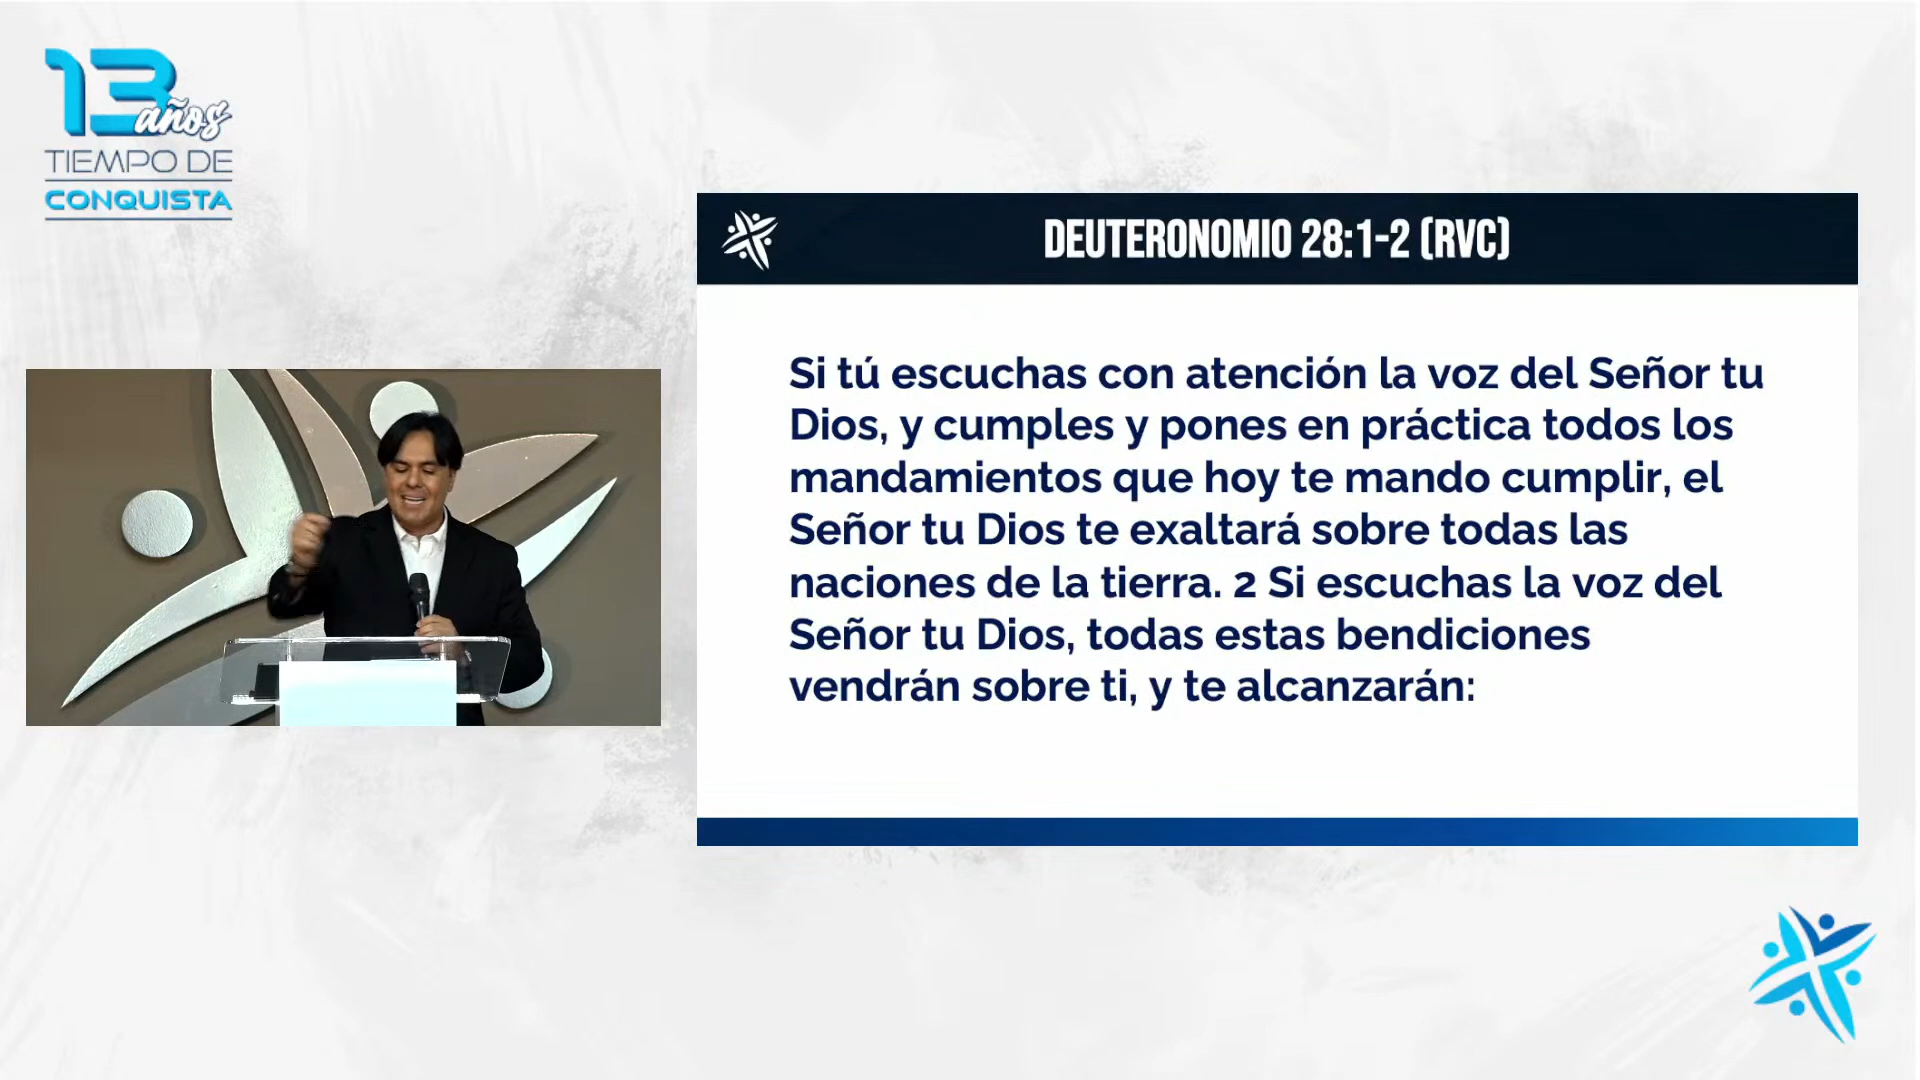 13
años
TIEMPO DE
CONQUISTA
DEUTERONOMIO 28:1-2 (RVC)
Si tú escuchas con atención la voz del Señor tu
Dios, y cumples y pones en práctica todos los
mandamientos que hoy te mando cumplir, el
Señor tu Dios te exaltará sobre todas las
naciones de la tierra. 2 Si escuchas la voz del
Señor tu Dios, todas estas bendiciones
vendrán sobre ti, y te alcanzarán: